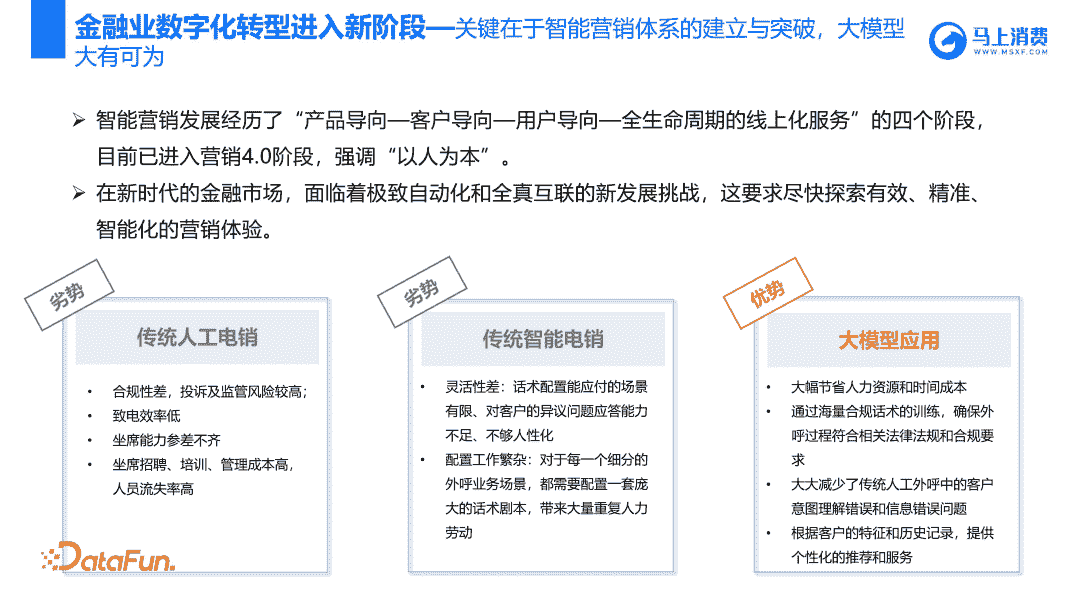 金融业数字化转型进入新阶段—关键在于智能营销体系的建立与突破，大模型
大有可为
马上消费
WWW.MSXF.COM
➢ 智能营销发展经历了“产品导向—客户导向—用户导向—全生命周期的线上化服务”的四个阶段，
目前已进入营销4.0阶段，强调“以人为本”。
➢ 在新时代的金融市场，面临着极致自动化和全真互联的新发展挑战，这要求尽快探索有效、精准、
智能化的营销体验。
劣势
传统人工电销
• 合规性差，投诉及监管风险较高；
• 致电效率低
• 坐席能力参差不齐
• 坐席招聘、培训、管理成本高，
人员流失率高
劣势
传统智能电销
• 灵活性差：话术配置能应付的场景
有限、对客户的异议问题应答能力
不足、不够人性化
• 配置工作繁杂：对于每一个细分的
外呼业务场景，都需要配置一套庞
大的话术剧本，带来大量重复人力
劳动
优势
大模型应用
• 大幅节省人力资源和时间成本
• 通过海量合规话术的训练，确保外
呼过程符合相关法律法规和合规要
求
• 大大减少了传统人工外呼中的客户
意图理解错误和信息错误问题
• 根据客户的特征和历史记录，提供
个性化的推荐和服务
DataFun.